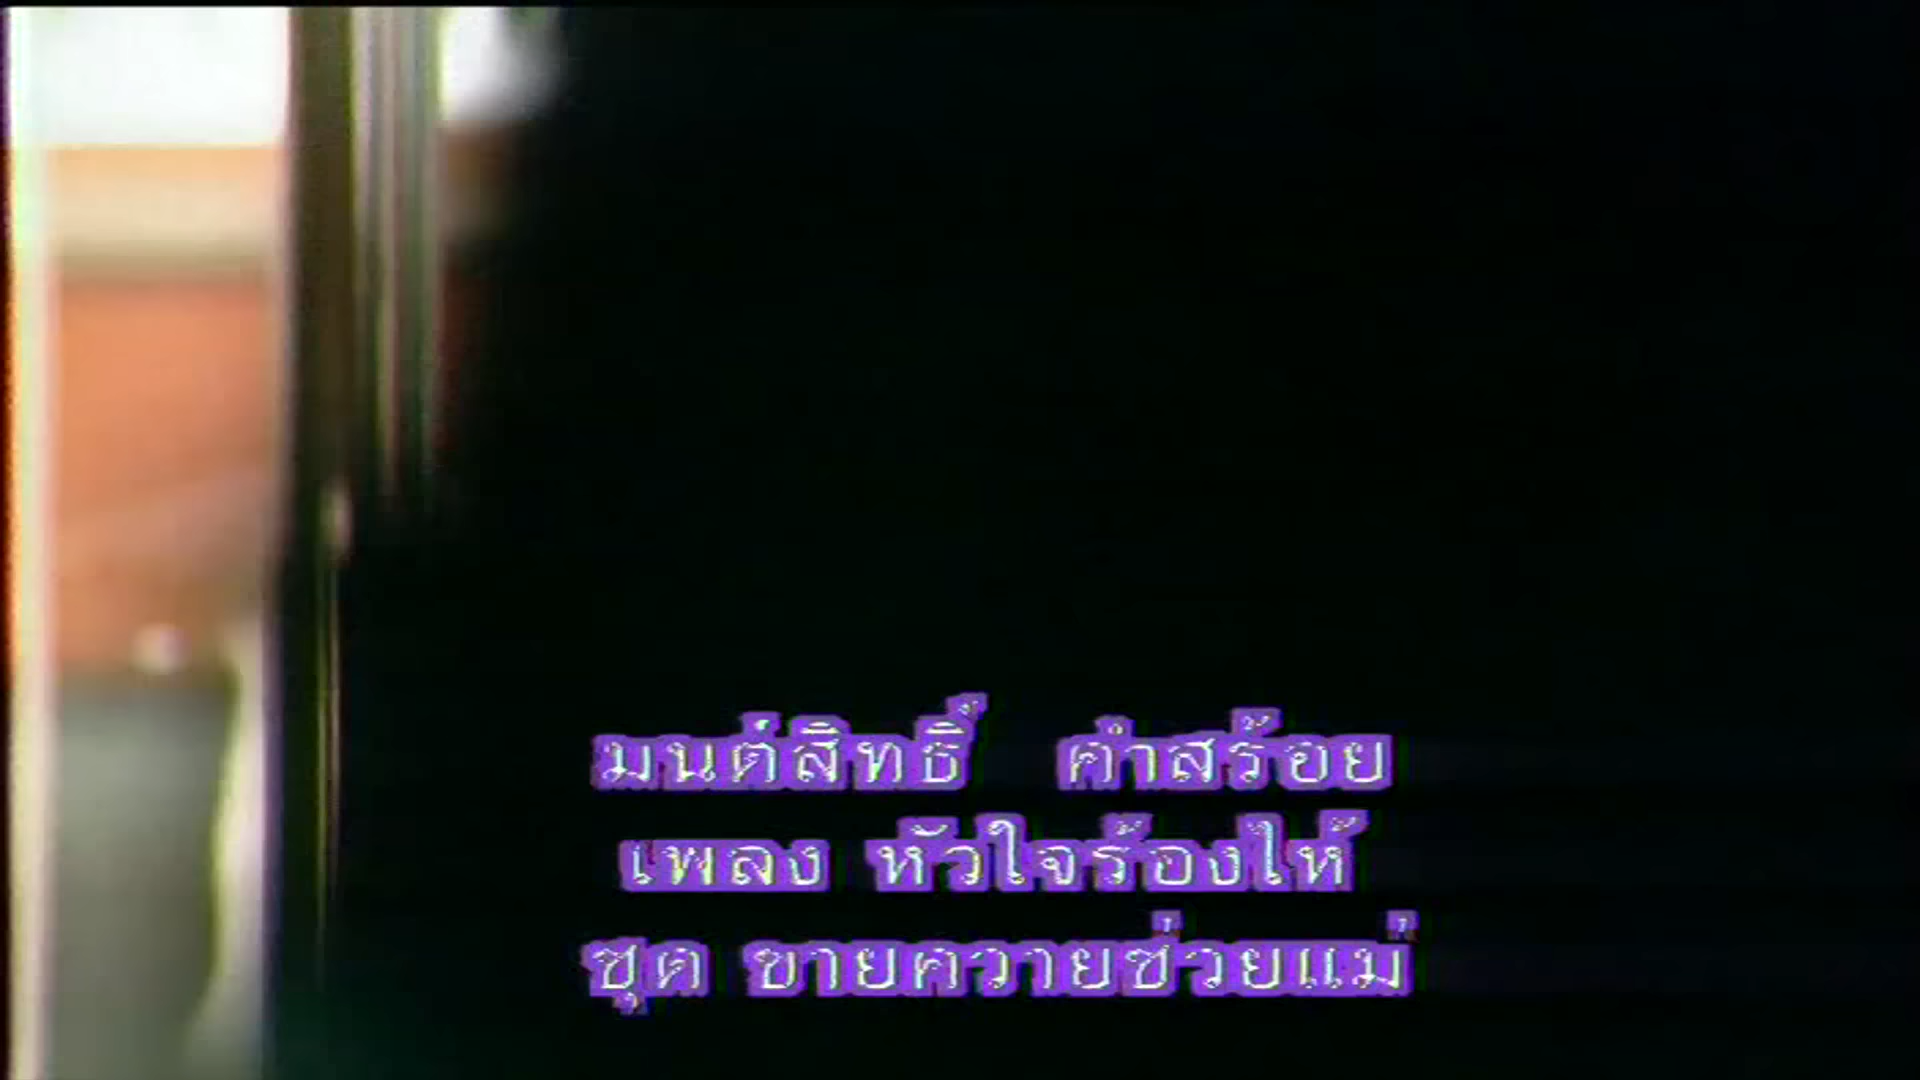 มนต์สิทธิ์ คำสร้อย
เพลง หัวใจร้องไห้
ชุด ขายควายช่วยแม่